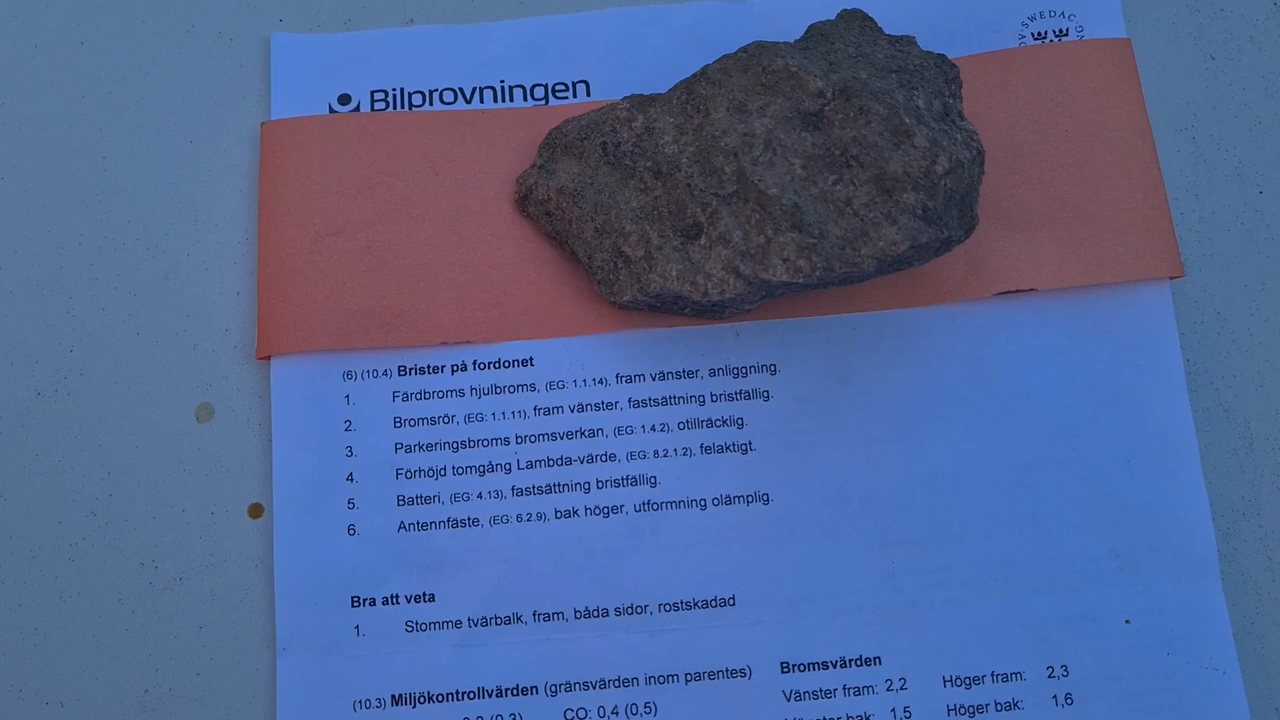 Bilprovningen
SWEDAC
(6) (10.4) Brister på fordonet
1. Färdbroms hjulbroms, (EG: 1.1.14), fram vänster, anliggning.
2. Bromsrör, (EG: 1.1.11), fram vänster, fastsättning bristfällig.
3. Parkeringsbroms bromsverkan, (EG: 1.4.2), otillräcklig.
4. Förhöjd tomgång Lambda-värde, (EG: 8.2.1.2), felaktigt.
5. Batteri, (EG: 4.13), fastsättning bristfällig.
6. Antennfäste, (EG: 6.2.9), bak höger, utformning olämplig.
Bra att veta
1. Stomme tvärbalk, fram, båda sidor, rostskadad
(10.3) Miljökontrollvärden (gränsvärden inom parentes)
CO: 0,4 (0,5)
Bromsvärden
Vänster fram: 2,2 Höger fram: 2,3
bak: 1,5 Höger bak: 1,6